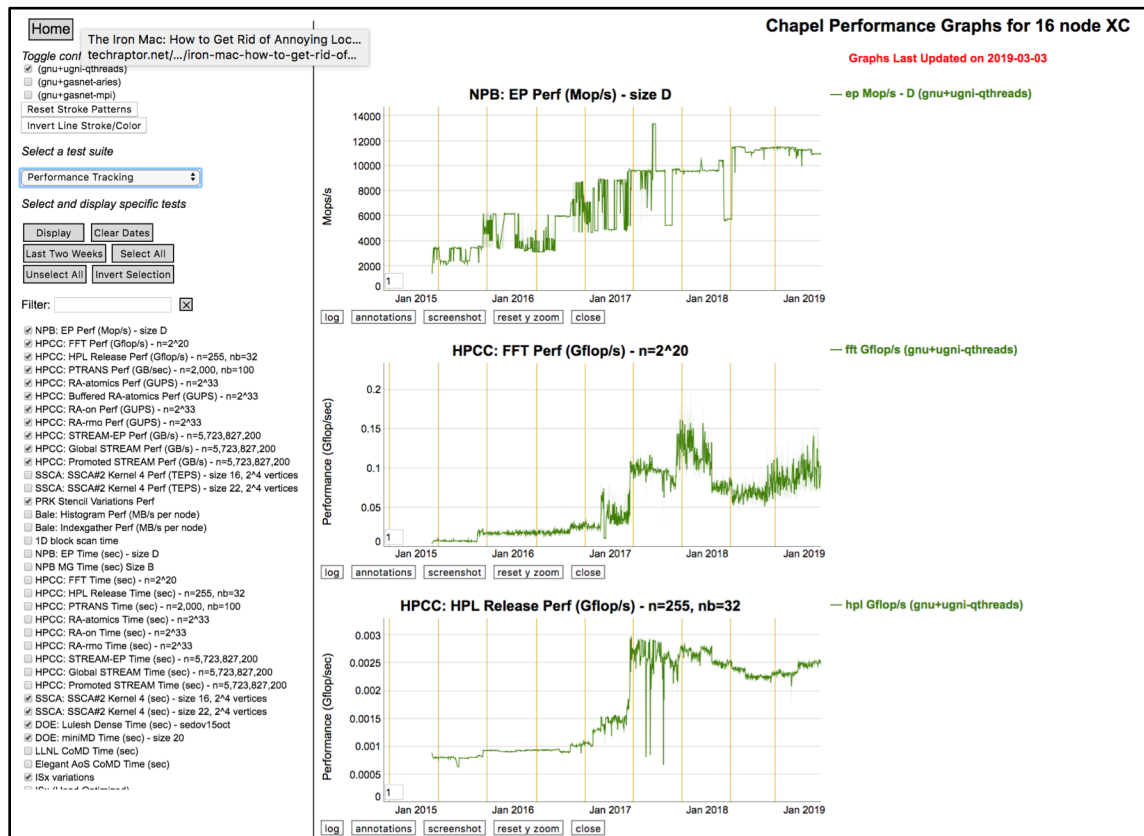 Home
The Iron Mac: How to Get Rid of Annoying Loc...
techraptor.net/.../iron-mac-how-to-get-rid-of...
Toggle conf
(gnu+ugni-qthreads)
(gnu+gasnet-aries)
(gnu+gasnet-mpi)
Reset Stroke Patterns
Invert Line Stroke/Color
Select a test suite
Performance Tracking
Select and display specific tests
Display Clear Dates
Last Two Weeks Select All
Unselect All Invert Selection
Filter:
NPB: EP Perf (Mop/s) - size D
HPCC: FFT Perf (Gflop/s) - n=2^20
HPCC: HPL Release Perf (Gflop/s) - n=255, nb=32
HPCC: PTRANS Perf (GB/sec) - n=2,000, nb=100
HPCC: RA-atomics Perf (GUPS) - n=2^33
HPCC: Buffered RA-atomics Perf (GUPS) - n=2^33
HPCC: RA-on Perf (GUPS) - n=2^33
HPCC: RA-rmo Perf (GUPS) - n=2^33
HPCC: STREAM-EP Perf (GB/s) - n=5,723,827,200
HPCC: Global STREAM Perf (GB/s) - n=5,723,827,200
HPCC: Promoted STREAM Perf (GB/s) - n=5,723,827,200
SSCA: SSCA#2 Kernel 4 Perf (TEPS) - size 16, 2^4 vertices
SSCA: SSCA#2 Kernel 4 Perf (TEPS) - size 22, 2^4 vertices
PRK Stencil Variations Perf
Bale: Histogram Perf (MB/s per node)
Bale: Indexgather Perf (MB/s per node)
1D block scan time
NPB: EP Time (sec) - size D
NPB MG Time (sec) Size B
HPCC: FFT Time (sec) - n=2^20
HPCC: HPL Release Time (sec) - n=255, nb=32
HPCC: PTRANS Time (sec) - n=2,000, nb=100
HPCC: RA-atomics Time (sec) - n=2^33
HPCC: RA-on Time (sec) - n=2^33
HPCC: RA-rmo Time (sec) - n=2^33
HPCC: STREAM-EP Time (sec) - n=5,723,827,200
HPCC: Global STREAM Time (sec) - n=5,723,827,200
HPCC: Promoted STREAM Time (sec) - n=5,723,827,200
SSCA: SSCA#2 Kernel 4 (sec) - size 16, 2^4 vertices
SSCA: SSCA#2 Kernel 4 (sec) - size 22, 2^4 vertices
DOE: Lulesh Dense Time (sec) - sedov15oct
DOE: miniMD Time (sec) - size 20
LLNL CoMD Time (sec)
Elegant AoS CoMD Time (sec)
ISx variations
ISx (Hand-Optimized)
Chapel Performance Graphs for 16 node XC
Graphs Last Updated on 2019-03-03
NPB: EP Perf (Mop/s) - size D
ep Mop/s - D (gnu+ugni-qthreads)
Mops/s
14000
12000
10000
8000
6000
4000
2000
0
1
Jan 2015 Jan 2016 Jan 2017 Jan 2018 Jan 2019
log annotations screenshot reset y zoom close
HPCC: FFT Perf (Gflop/s) - n=2^20
fft Gflop/s (gnu+ugni-qthreads)
Performance (Gflop/sec)
0.2
0.15
0.1
0.05
0
1
Jan 2015 Jan 2016 Jan 2017 Jan 2018 Jan 2019
log annotations screenshot reset y zoom close
HPCC: HPL Release Perf (Gflop/s) - n=255, nb=32
hpl Gflop/s (gnu+ugni-qthreads)
Performance (Gflop/sec)
0.003
0.0025
0.002
0.0015
0.001
0.0005
0
1
Jan 2015 Jan 2016 Jan 2017 Jan 2018 Jan 2019
log annotations screenshot reset y zoom close